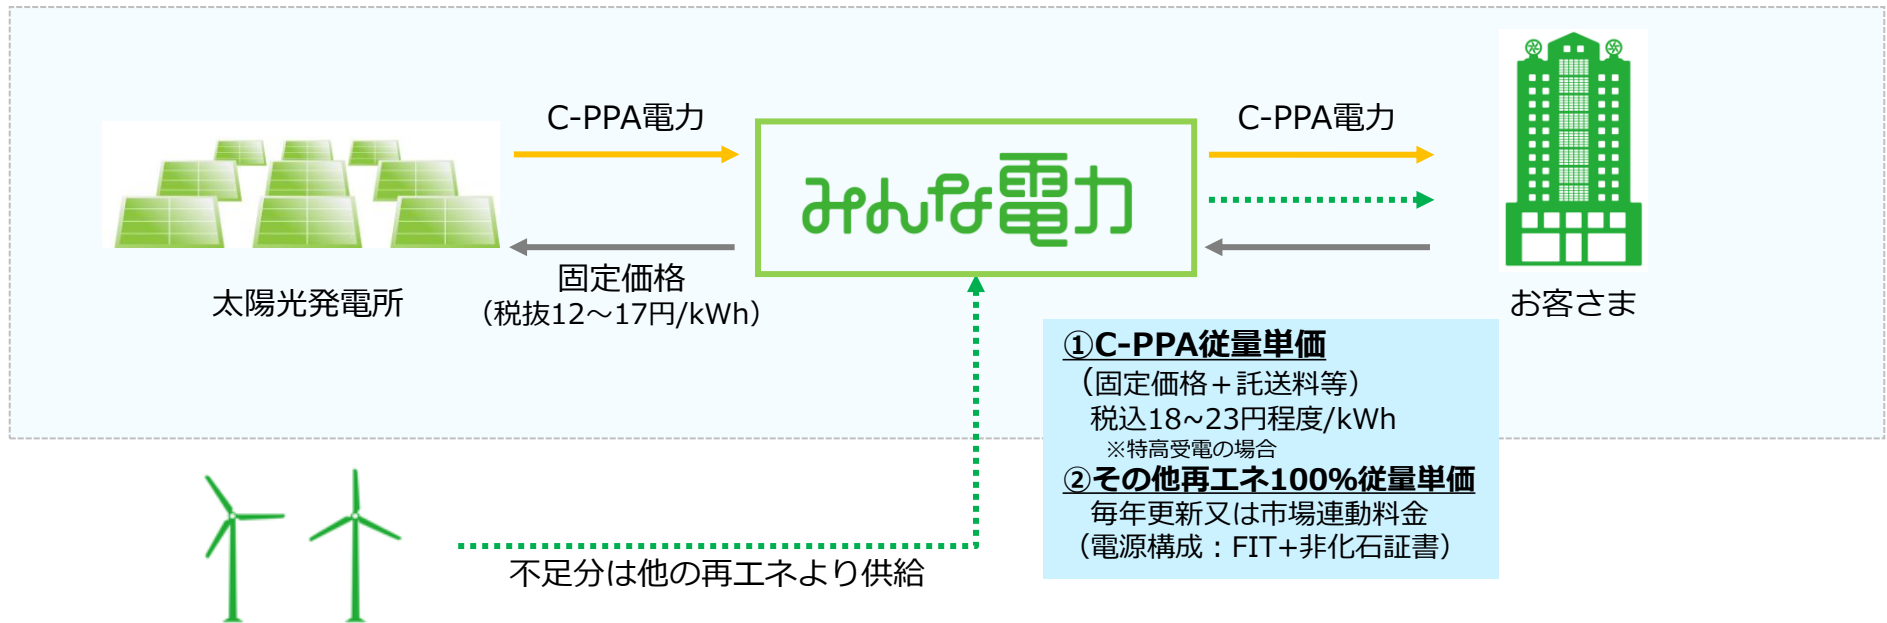 C-PPA電力
みんな電力
C-PPA電力
固定価格
（税抜12～17円/kWh）
太陽光発電所
お客さま
①C-PPA従量単価
（固定価格＋託送料等）
税込18~23円程度/kWh
※特高受電の場合
②その他再エネ100%従量単価
毎年更新又は市場連動料金
（電源構成：FIT+非化石証書）
不足分は他の再エネより供給